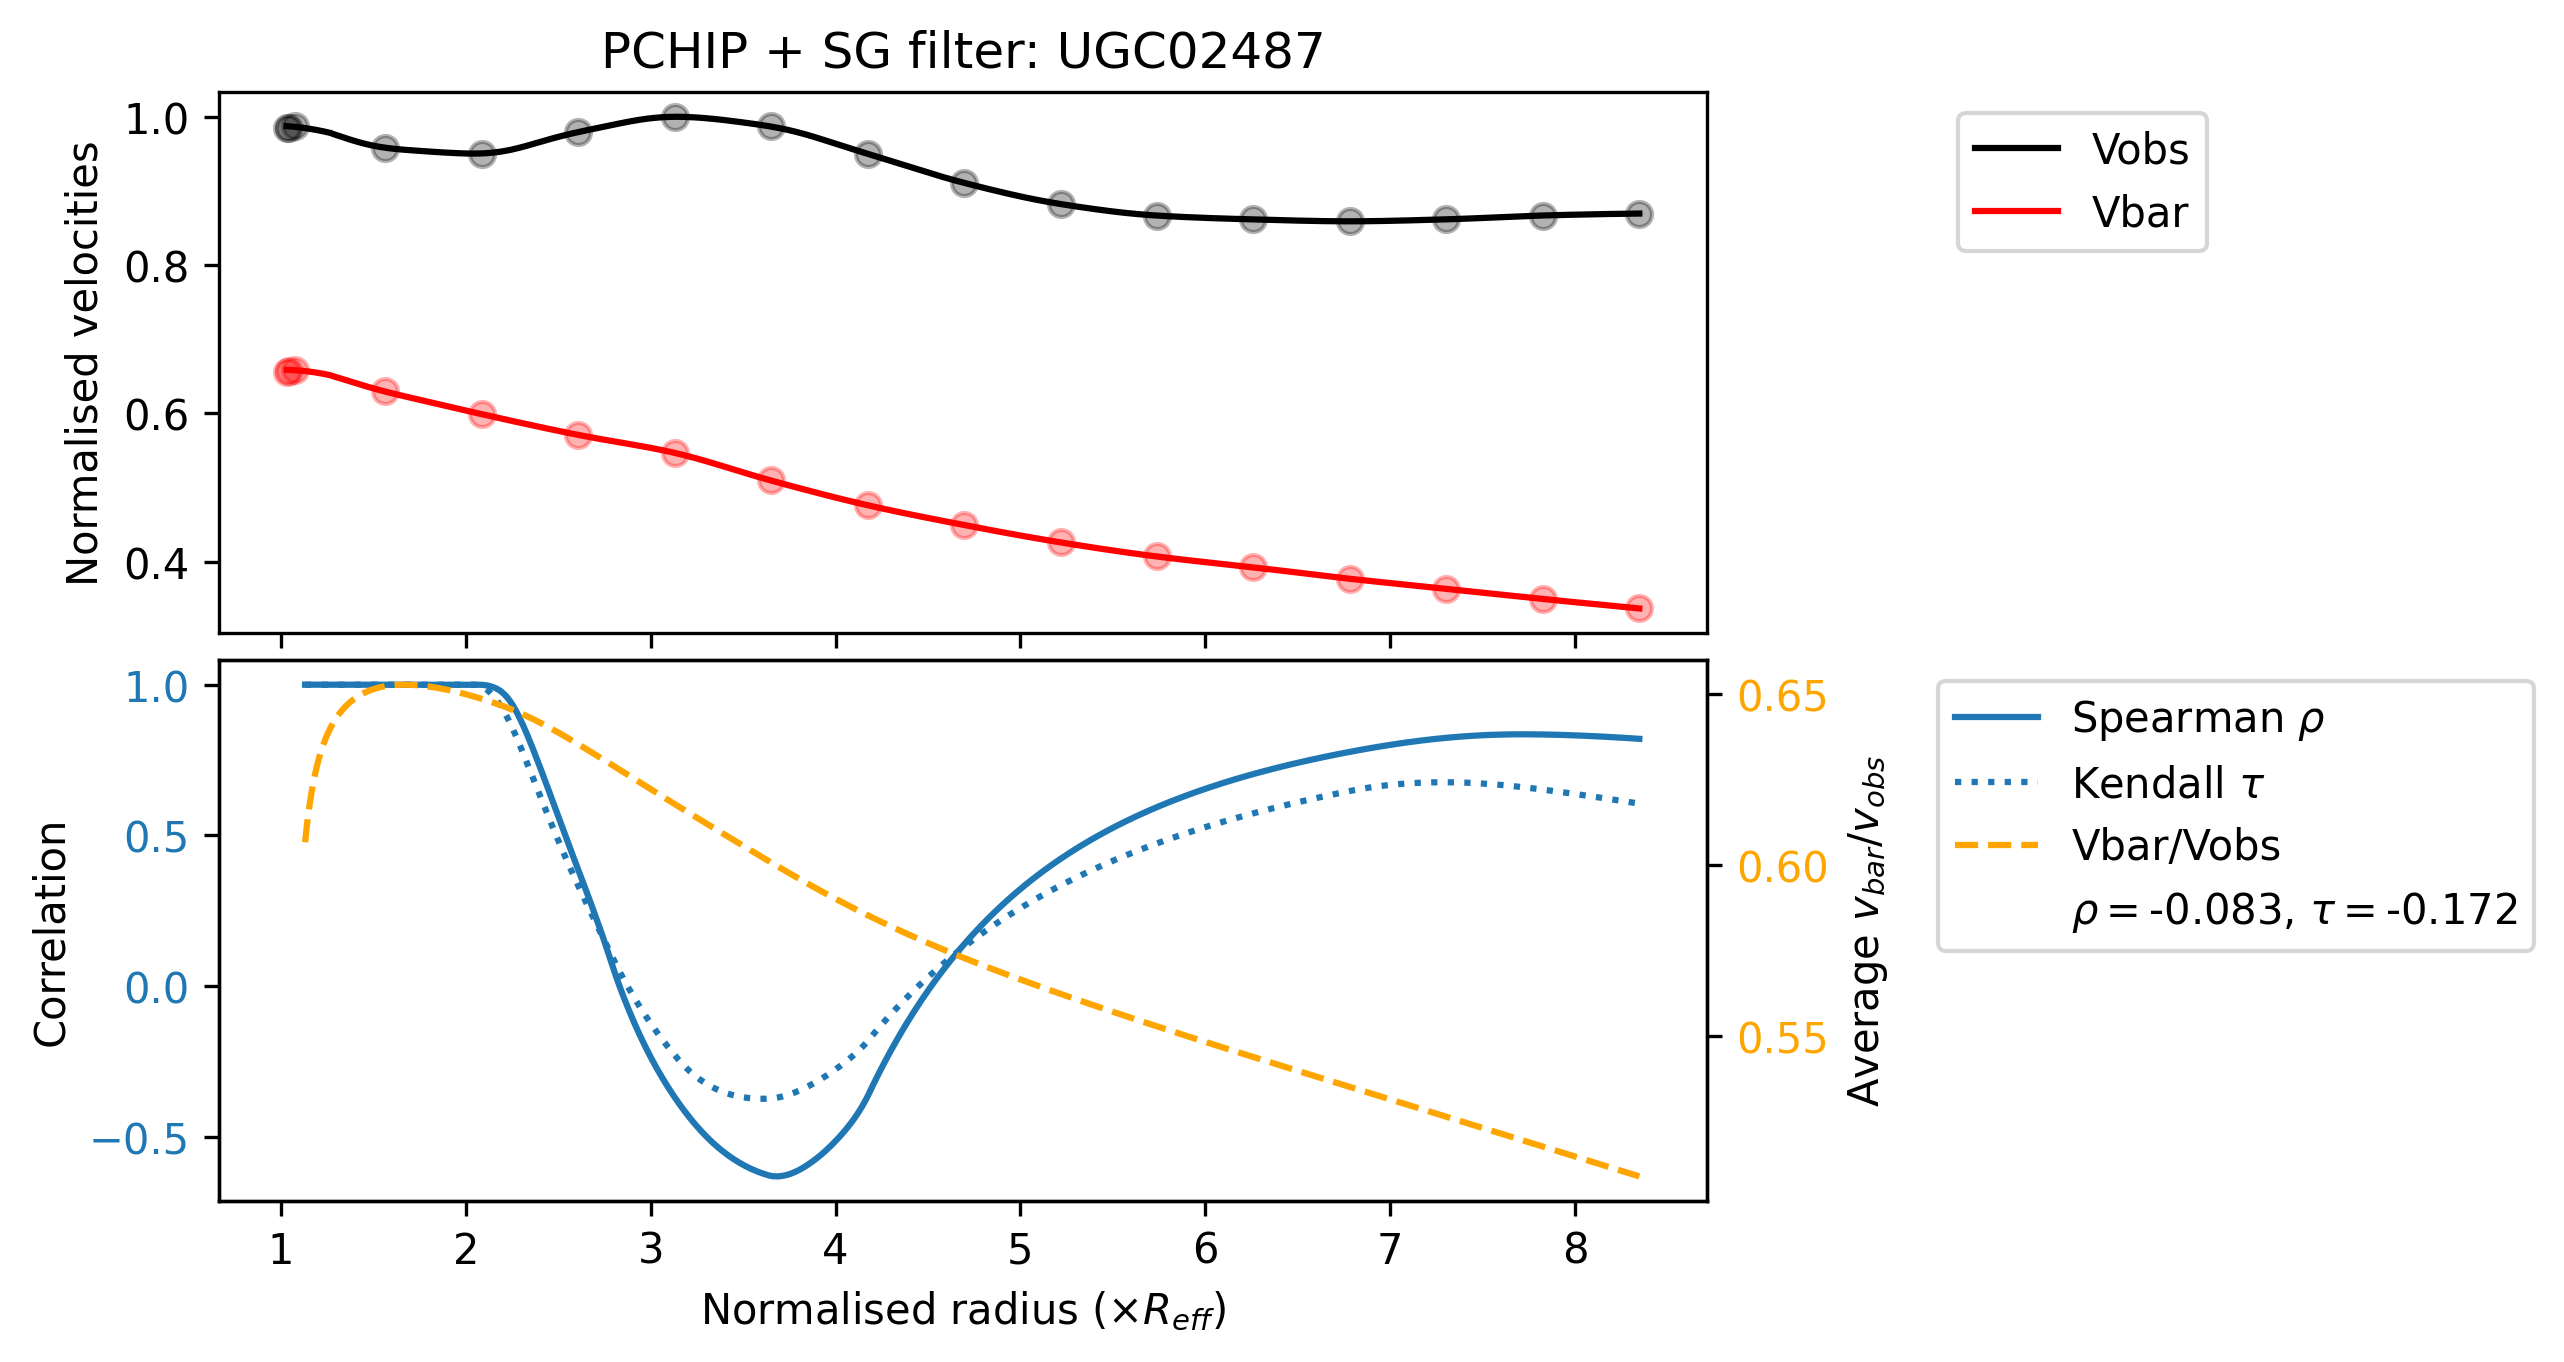 PCHIP + SG filter: UGC02487
Normalised velocities
1.0
0.8
0.6
0.4
Vobs
Vbar
Correlation
1.0
0.5
0.0
−0.5
0.65
0.60
0.55
Average v_bar/v_obs
Spearman ρ
Kendall τ
Vbar/Vobs
ρ = -0.083, τ = -0.172
1 2 3 4 5 6 7 8
Normalised radius (×R_eff)